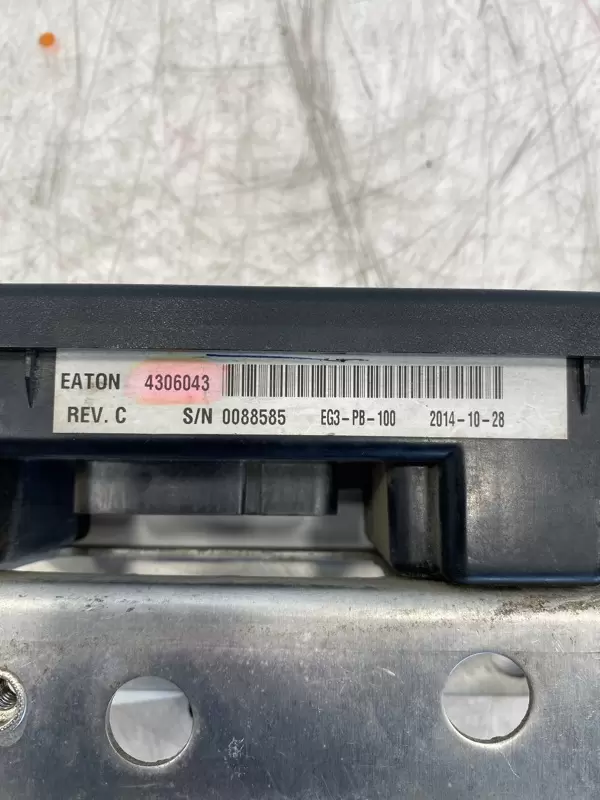 EATON 4306043
REV. C S/N 0088585 EG3-PB-100 2014-10-28